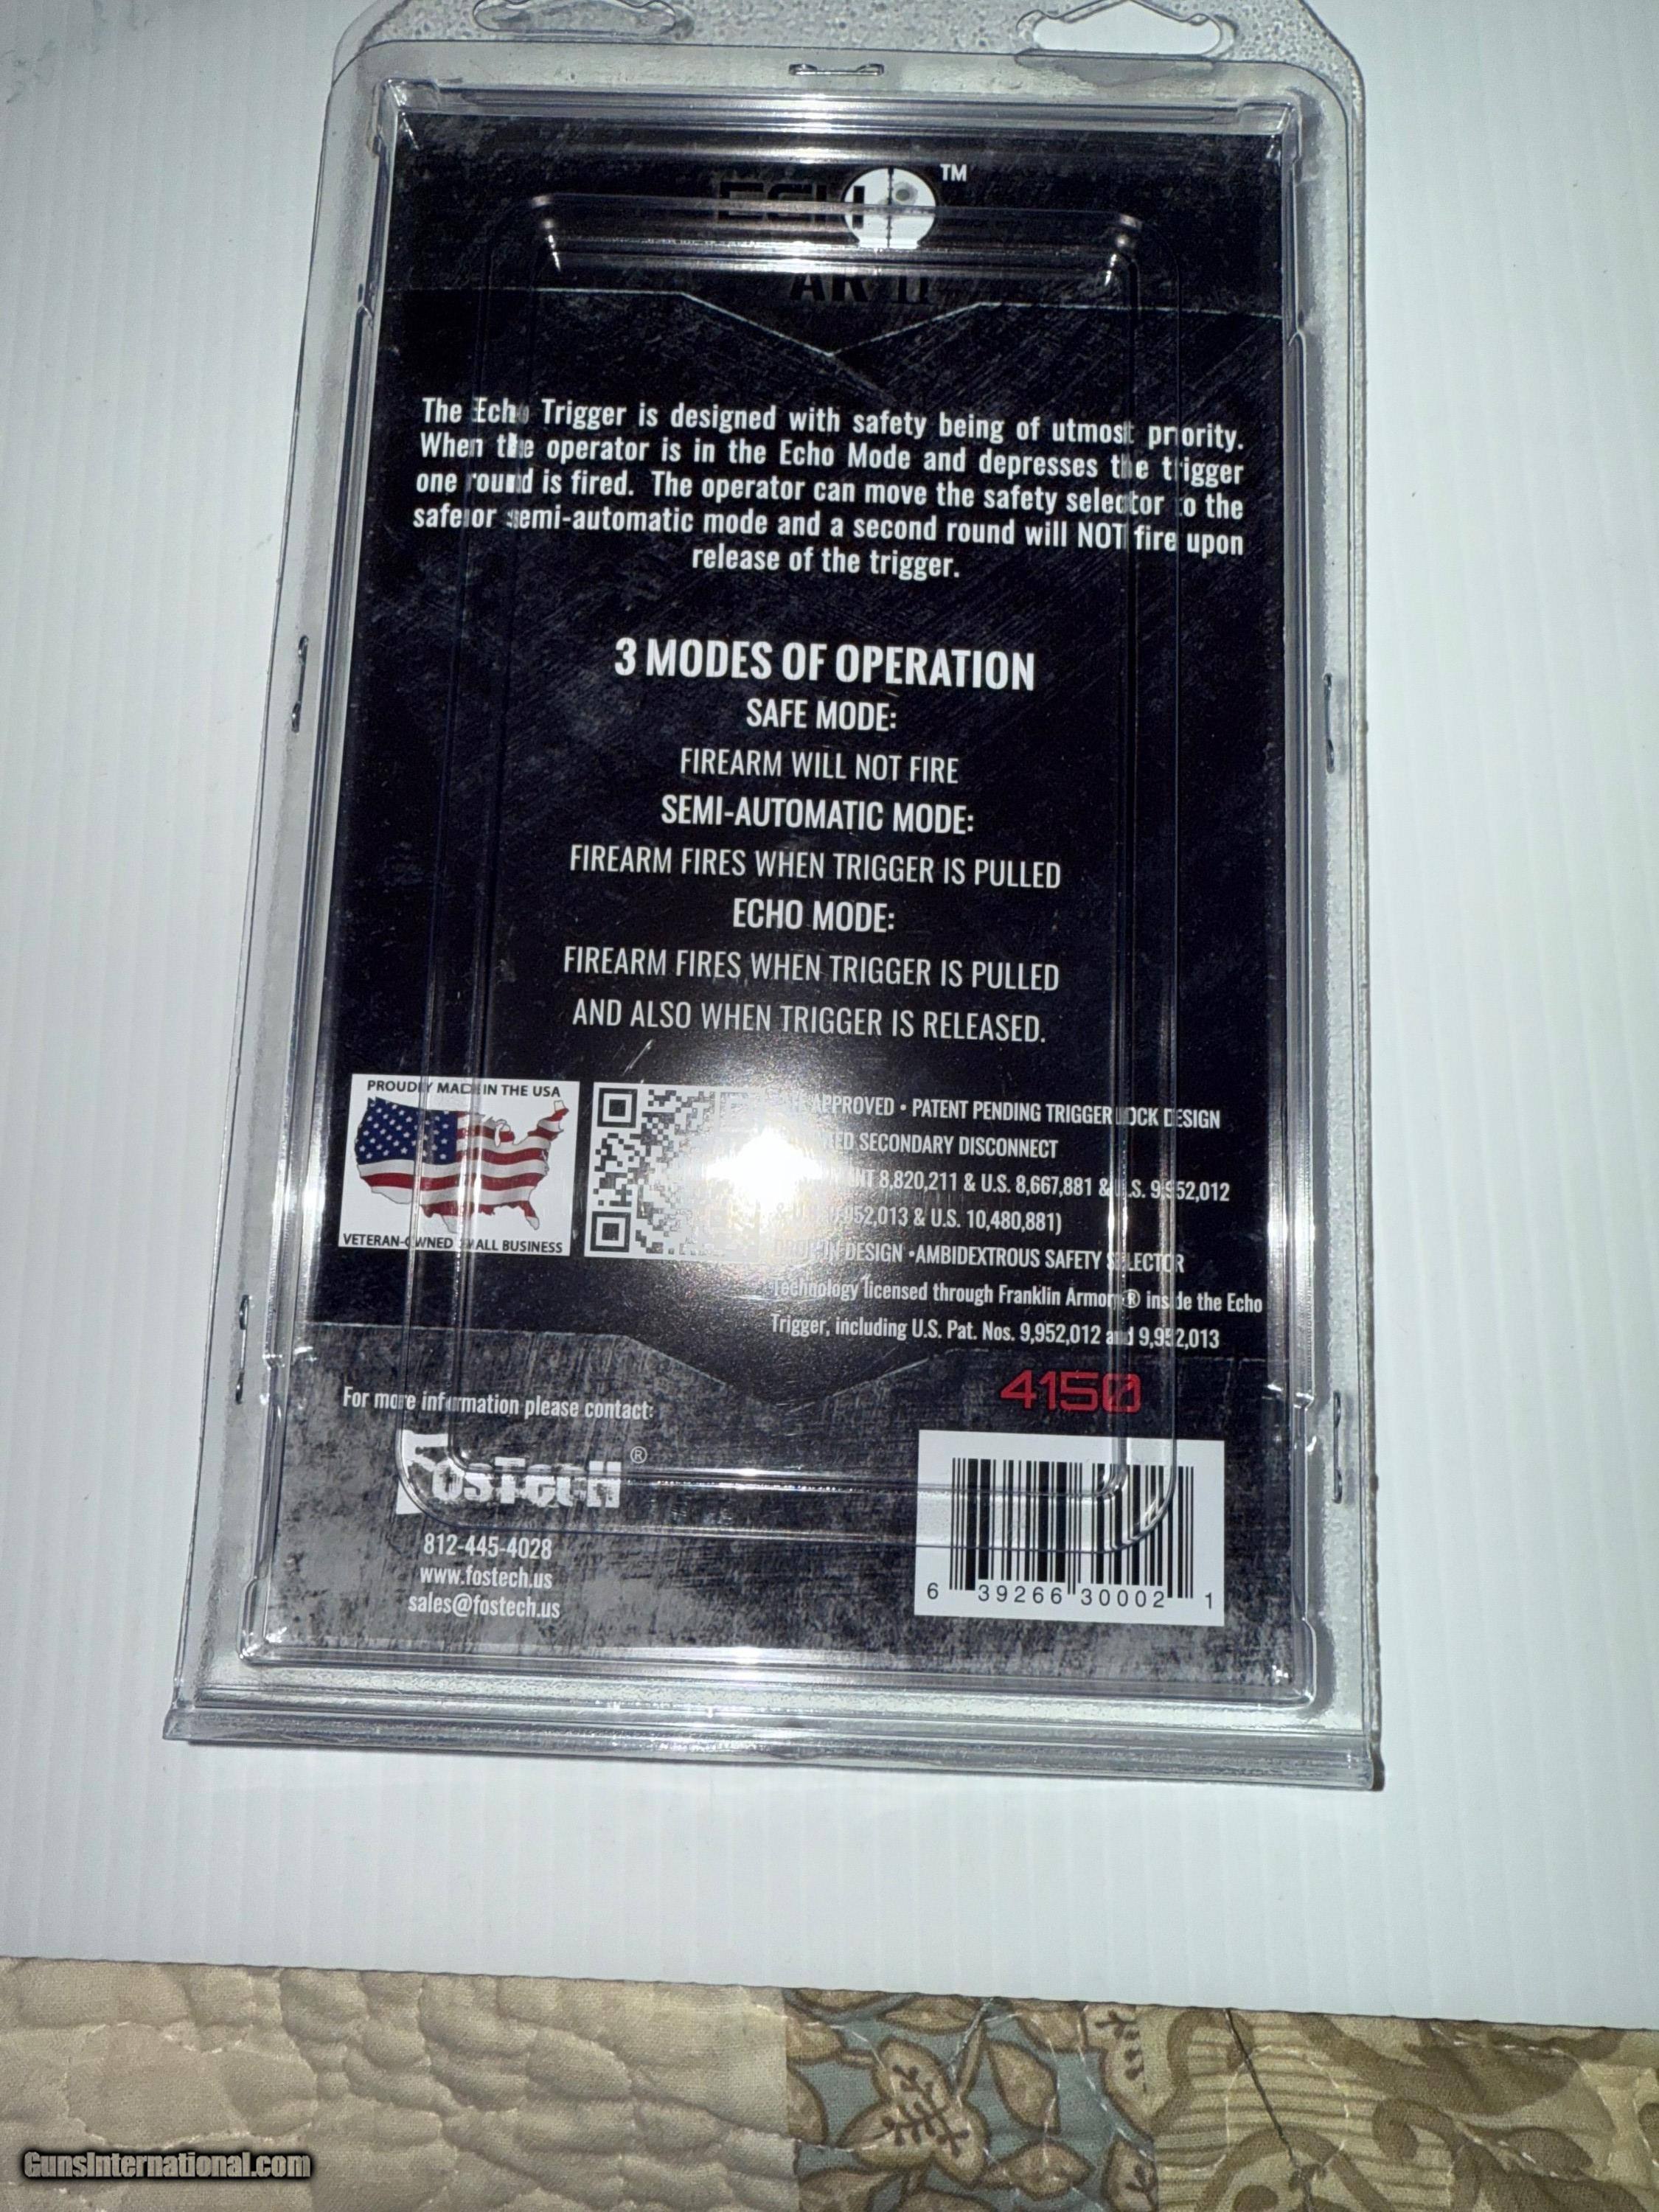 ECHO TM
AR-II
The Echo Trigger is designed with safety being of utmost priority.
When the operator is in the Echo Mode and depresses the trigger
one round is fired. The operator can move the safety selector to the
safe or semi-automatic mode and a second round will NOT fire upon
release of the trigger.
3 MODES OF OPERATION
SAFE MODE:
FIREARM WILL NOT FIRE
SEMI-AUTOMATIC MODE:
FIREARM FIRES WHEN TRIGGER IS PULLED
ECHO MODE:
FIREARM FIRES WHEN TRIGGER IS PULLED
AND ALSO WHEN TRIGGER IS RELEASED.
PROUDLY MADE IN THE USA
VETERAN-OWNED SMALL BUSINESS
APPROVED • PATENT PENDING TRIGGER LOCK DESIGN
SECONDARY DISCONNECT
8,820,211 & U.S. 8,667,881 & U.S. 9,952,012
& U.S. 9,952,013 & U.S. 10,480,881)
DROP-IN DESIGN •AMBIDEXTROUS SAFETY SELECTOR
Technology licensed through Franklin Armory® inside the Echo
Trigger, including U.S. Pat. Nos. 9,952,012 and 9,952,013
4150
For more information please contact:
FosTecH®
812-445-4028
www.fostech.us
sales@fostech.us
6 39266 30002 1
GunsInternational.com